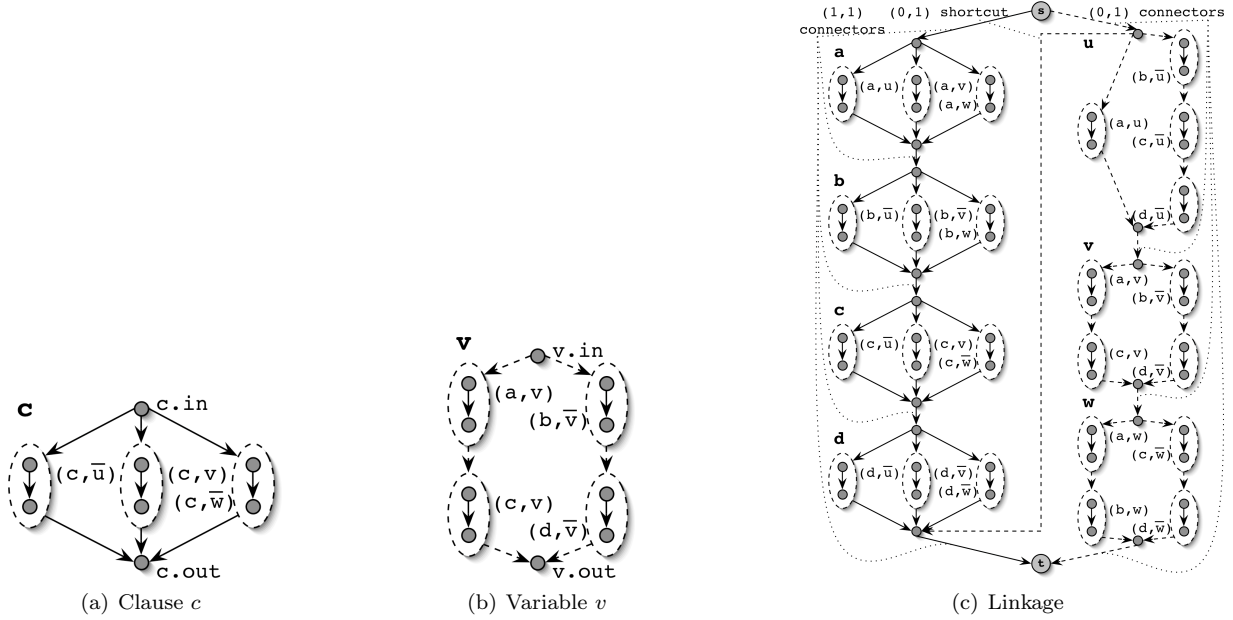 c
c.in
(c,u̅)
(c,v)
(c,w̅)
c.out
(a) Clause c
v
v.in
(a,v)
(b,v̅)
(c,v)
(d,v̅)
v.out
(b) Variable v
(1,1) connectors
(0,1) shortcut
s
(0,1) connectors
a
(a,u)
(a,v)
(a,w)
b
(b,u̅)
(b,v̅)
(b,w)
c
(c,u̅)
(c,v)
(c,w̅)
d
(d,u̅)
(d,v̅)
(d,w̅)
u
(b,u̅)
(a,u)
(c,u̅)
(d,u̅)
v
(a,v)
(b,v̅)
(c,v)
(d,v̅)
w
(a,w)
(c,w̅)
(b,w)
(d,w̅)
t
(c) Linkage